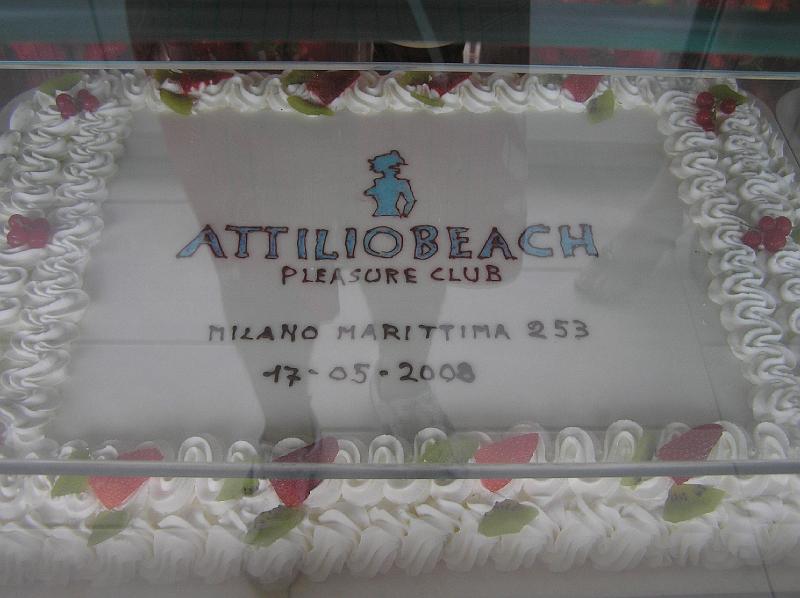 ATTILIOBEACH
PLEASURE CLUB
MILANO MARITTIMA 253
17-05-2008